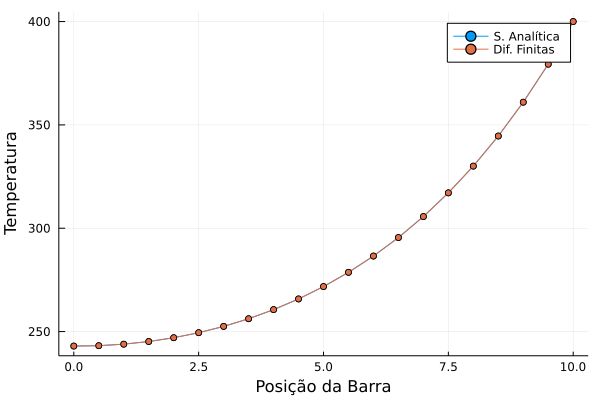 400
350
300
250
Temperatura
S. Analítica
Dif. Finitas
0.0 2.5 5.0 7.5 10.0
Posição da Barra